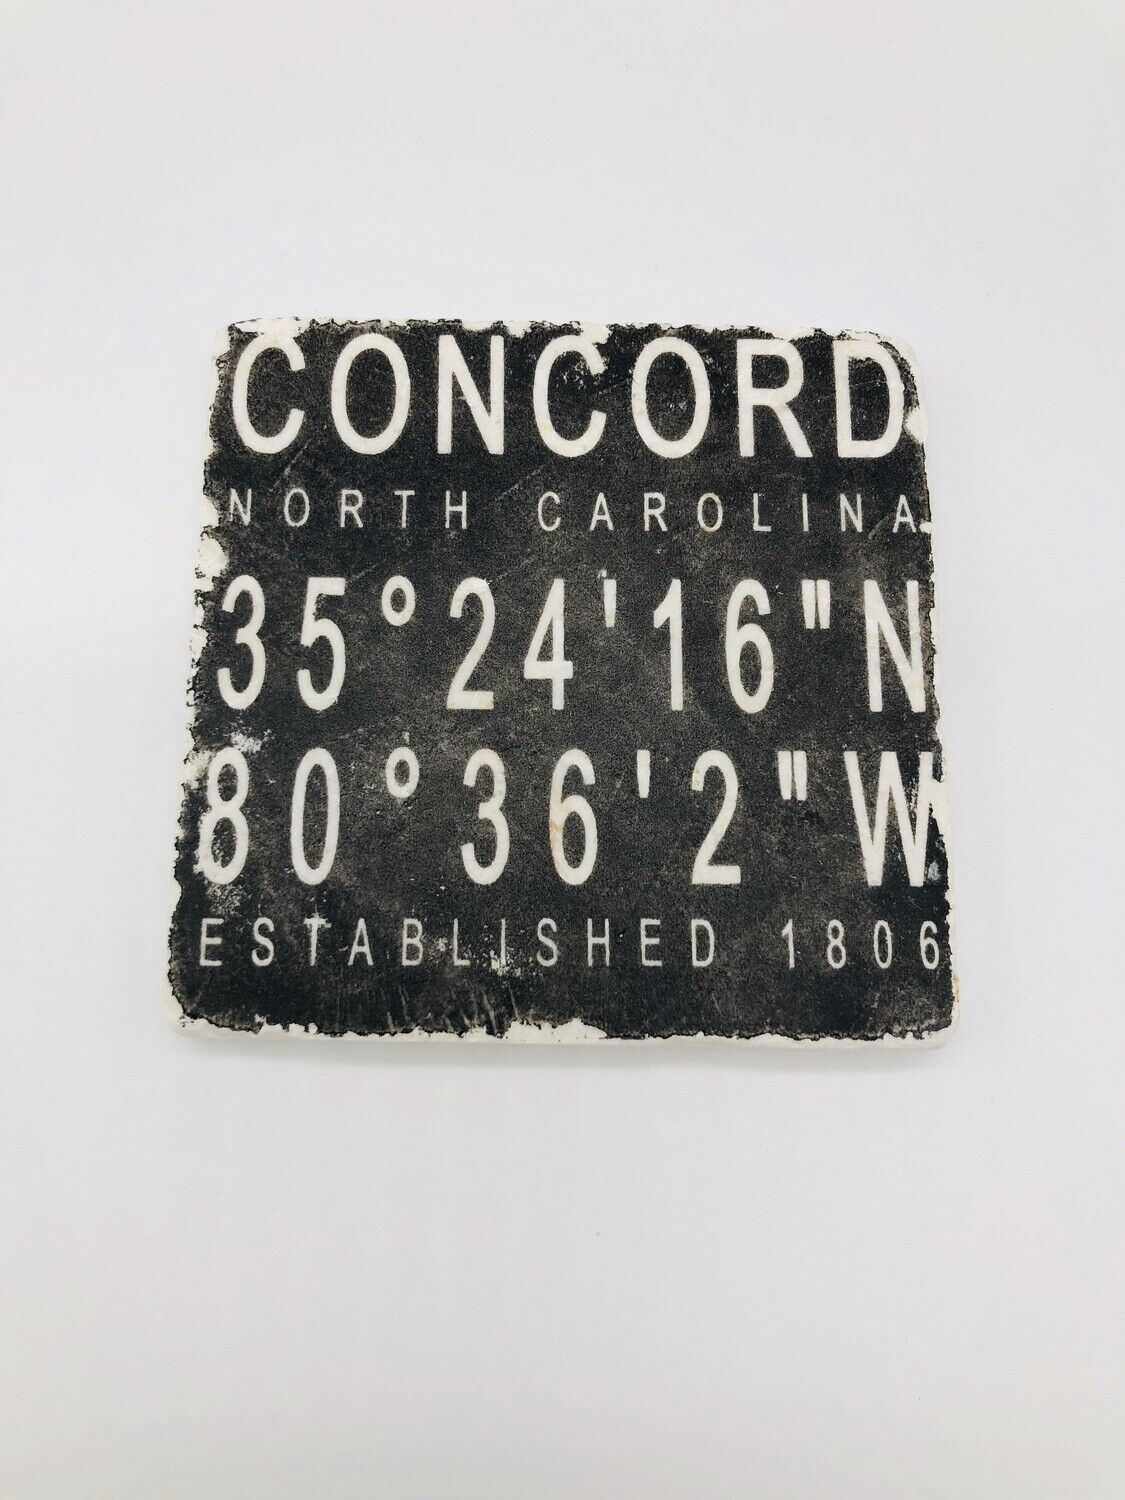 CONCORD
NORTH CAROLINA
35°24'16"N
80°36'2"W
ESTABLISHED 1806